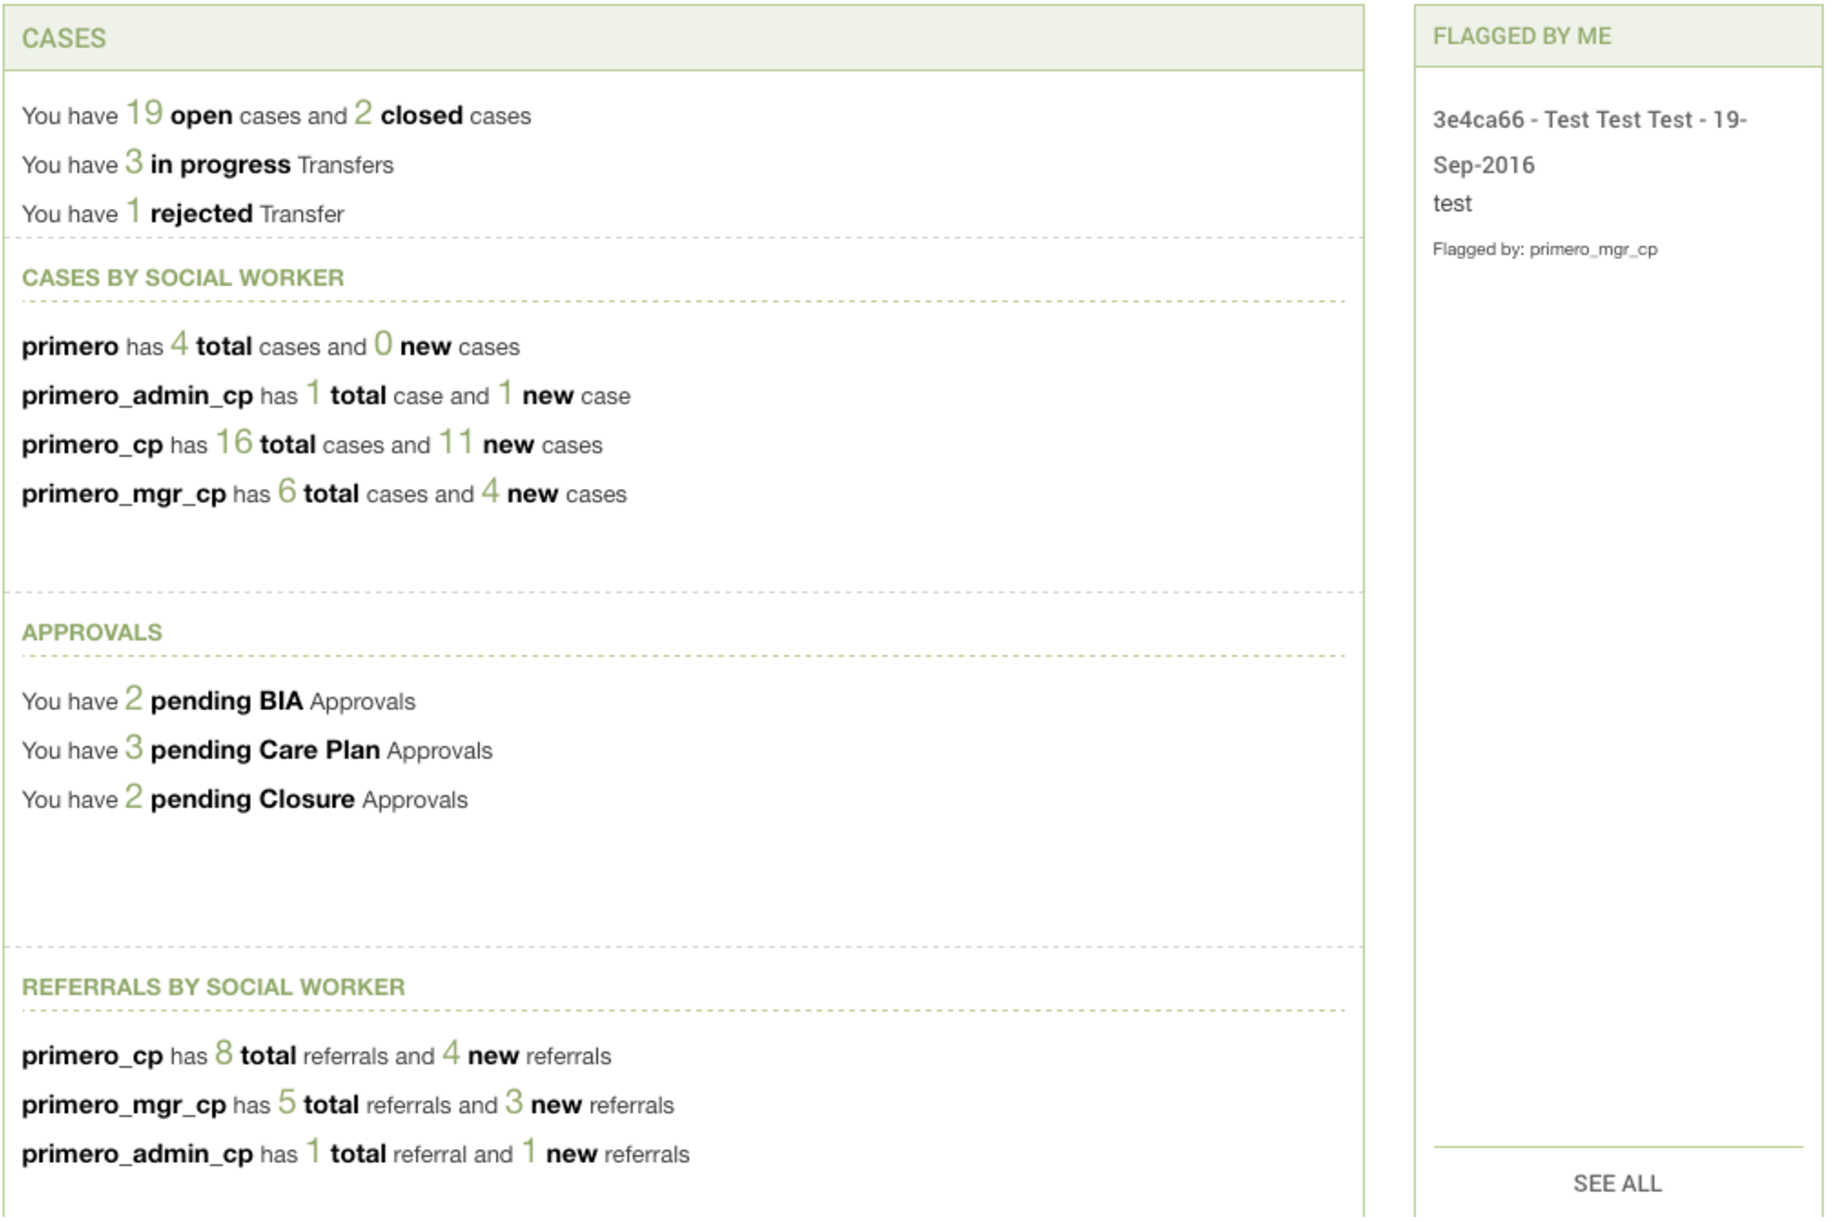 CASES
You have 19 open cases and 2 closed cases
You have 3 in progress Transfers
You have 1 rejected Transfer
CASES BY SOCIAL WORKER
primero has 4 total cases and 0 new cases
primero_admin_cp has 1 total case and 1 new case
primero_cp has 16 total cases and 11 new cases
primero_mgr_cp has 6 total cases and 4 new cases
APPROVALS
You have 2 pending BIA Approvals
You have 3 pending Care Plan Approvals
You have 2 pending Closure Approvals
REFERRALS BY SOCIAL WORKER
primero_cp has 8 total referrals and 4 new referrals
primero_mgr_cp has 5 total referrals and 3 new referrals
primero_admin_cp has 1 total referral and 1 new referrals
FLAGGED BY ME
3e4ca66 - Test Test Test - 19-
Sep-2016
test
Flagged by: primero_mgr_cp
SEE ALL